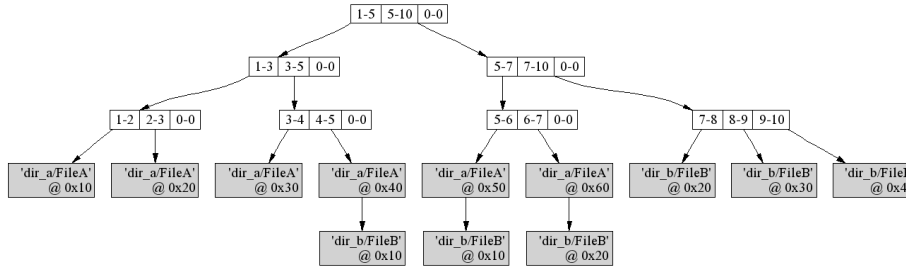 1-5 5-10 0-0
1-3 3-5 0-0
5-7 7-10 0-0
1-2 2-3 0-0
3-4 4-5 0-0
5-6 6-7 0-0
7-8 8-9 9-10
'dir_a/FileA'
@ 0x10
'dir_a/FileA'
@ 0x20
'dir_a/FileA'
@ 0x30
'dir_a/FileA'
@ 0x40
'dir_a/FileA'
@ 0x50
'dir_a/FileA'
@ 0x60
'dir_b/FileB'
@ 0x20
'dir_b/FileB'
@ 0x30
@ 0x4
'dir_b/FileB'
@ 0x10
'dir_b/FileB'
@ 0x10
'dir_b/FileB'
@ 0x20